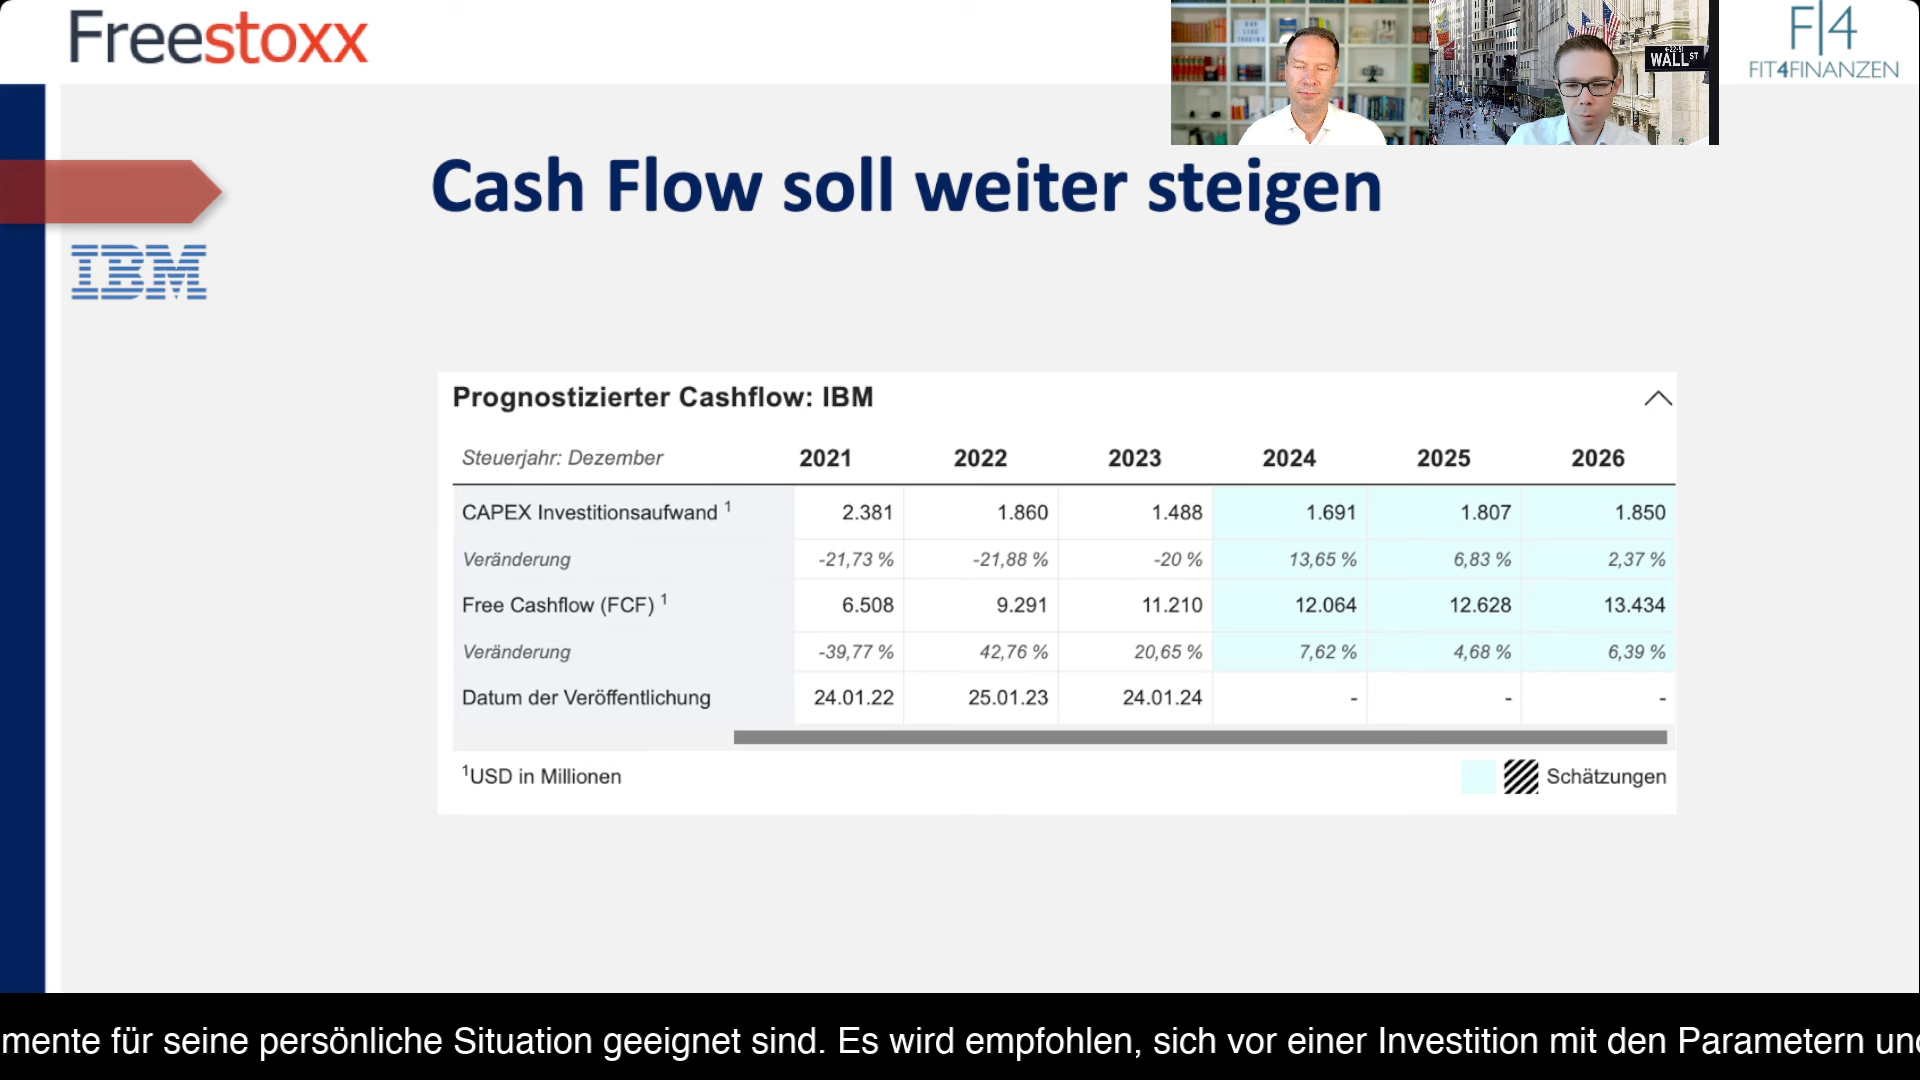 Freestoxx
WALL ST
F|4
FIT4FINANZEN
Cash Flow soll weiter steigen
IBM
Prognostizierter Cashflow: IBM
Steuerjahr: Dezember 2021 2022 2023 2024 2025 2026
CAPEX Investitionsaufwand 1 2.381 1.860 1.488 1.691 1.807 1.850
Veränderung -21,73 % -21,88 % -20 % 13,65 % 6,83 % 2,37 %
Free Cashflow (FCF) 1 6.508 9.291 11.210 12.064 12.628 13.434
Veränderung -39,77 % 42,76 % 20,65 % 7,62 % 4,68 % 6,39 %
Datum der Veröffentlichung 24.01.22 25.01.23 24.01.24 - - -
1USD in Millionen Schätzungen
mente für seine persönliche Situation geeignet sind. Es wird empfohlen, sich vor einer Investition mit den Parametern und